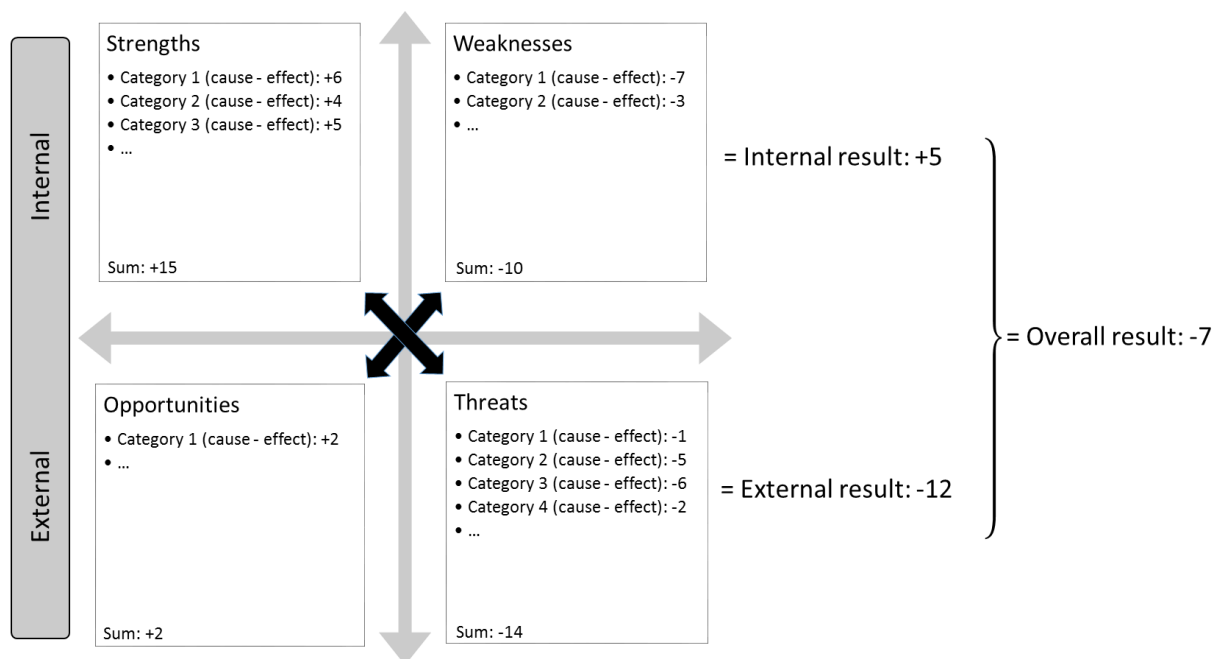 Internal
Strengths
• Category 1 (cause - effect): +6
• Category 2 (cause - effect): +4
• Category 3 (cause - effect): +5
• ...
Sum: +15
Weaknesses
• Category 1 (cause - effect): -7
• Category 2 (cause - effect): -3
• ...
Sum: -10
= Internal result: +5
= Overall result: -7
External
Opportunities
• Category 1 (cause - effect): +2
• ...
Sum: +2
Threats
• Category 1 (cause - effect): -1
• Category 2 (cause - effect): -5
• Category 3 (cause - effect): -6
• Category 4 (cause - effect): -2
• ...
Sum: -14
= External result: -12